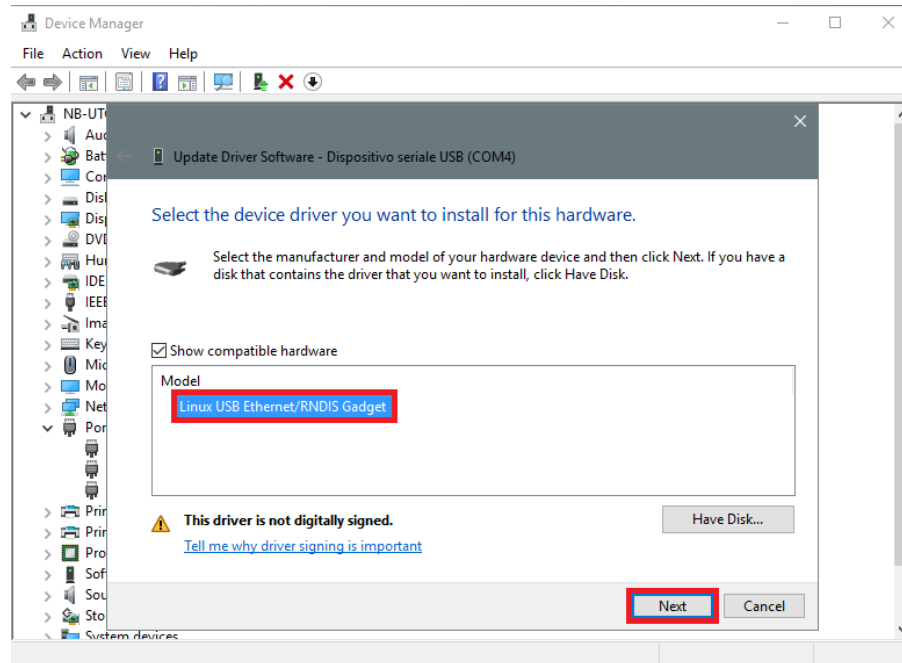 Device Manager
File Action View Help
NB-UT
Aud
Bat
Cor
Disl
Disp
DVD
Hur
IDE
IEEE
Ima
Key
Mic
Mo
Net
Por
Prir
Prir
Pro
Sof
Sou
Sto
System devices
Update Driver Software - Dispositivo seriale USB (COM4)
Select the device driver you want to install for this hardware.
Select the manufacturer and model of your hardware device and then click Next. If you have a
disk that contains the driver that you want to install, click Have Disk.
Show compatible hardware
Model
Linux USB Ethernet/RNDIS Gadget
This driver is not digitally signed.
Have Disk...
Tell me why driver signing is important
Next Cancel